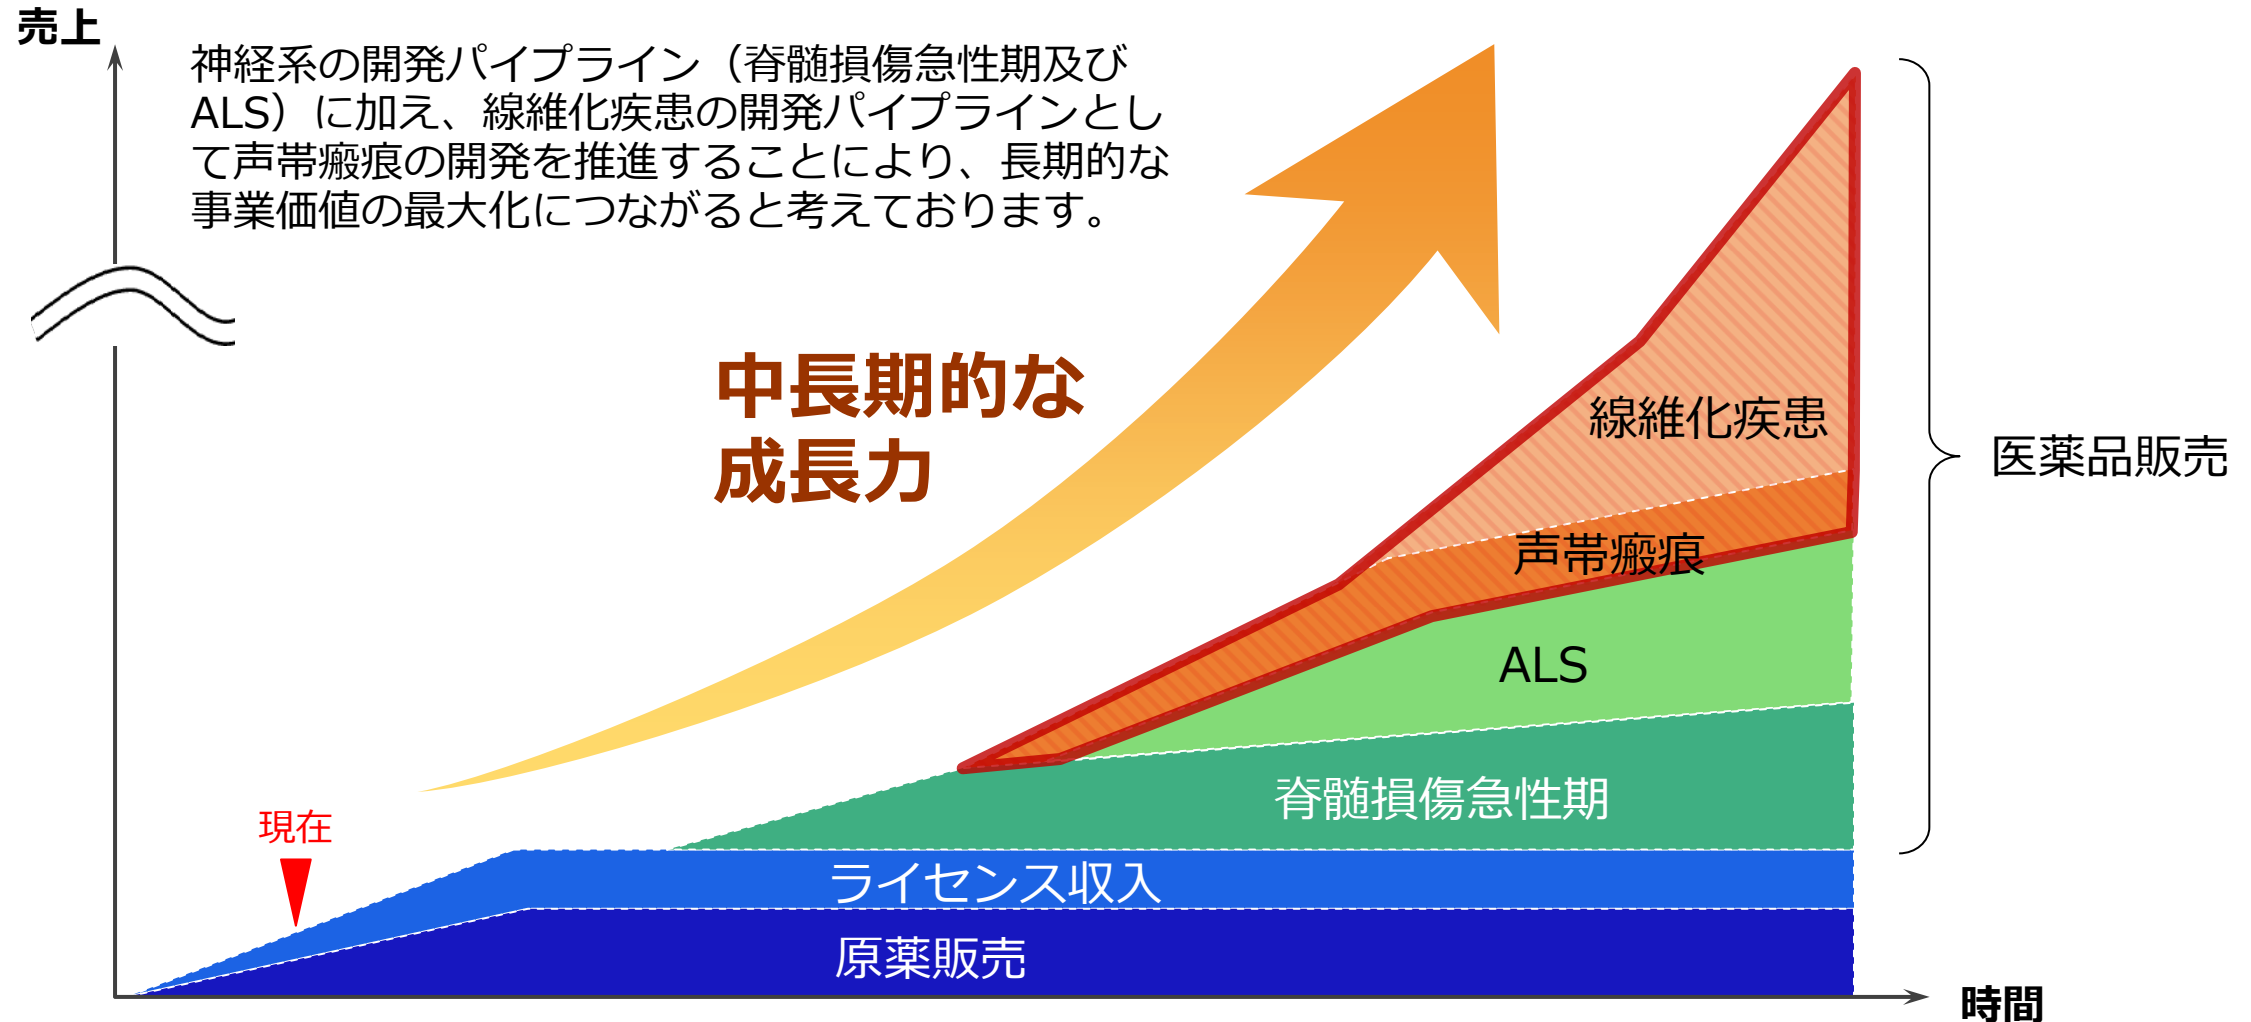 売上
神経系の開発パイプライン（脊髄損傷急性期及び
ALS）に加え、線維化疾患の開発パイプラインとし
て声帯瘢痕の開発を推進することにより、長期的な
事業価値の最大化につながると考えております。
中長期的な
成長力
線維化疾患
医薬品販売
声帯瘢痕
ALS
脊髄損傷急性期
現在
ライセンス収入
原薬販売
時間